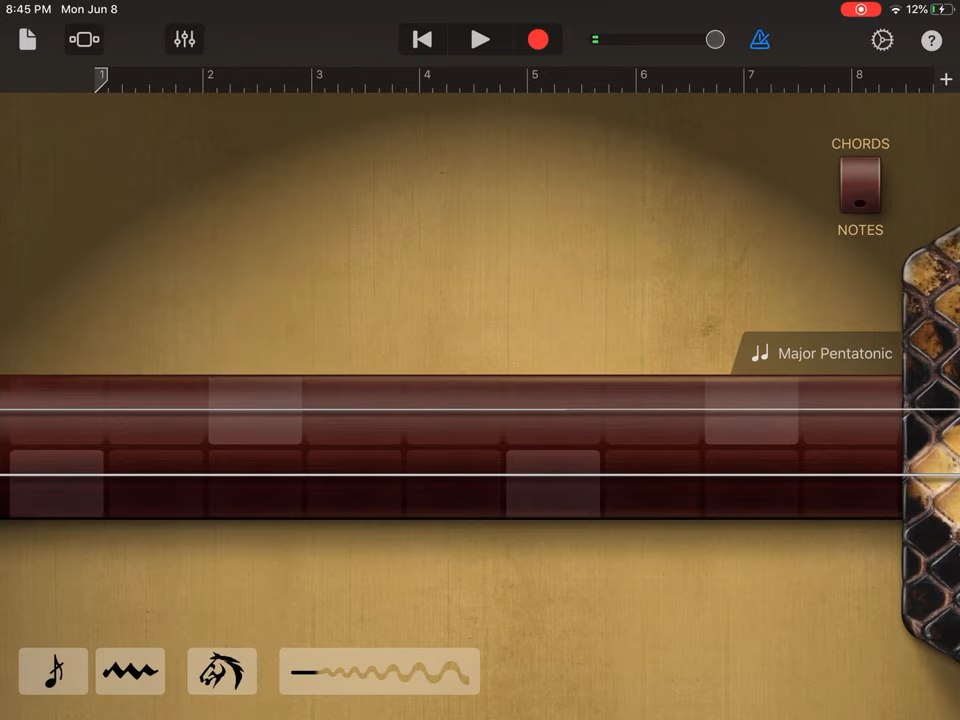 8:45 PM Mon Jun 8
12%
1 2 3 4 5 6 7 8 +
?
CHORDS
NOTES
Major Pentatonic